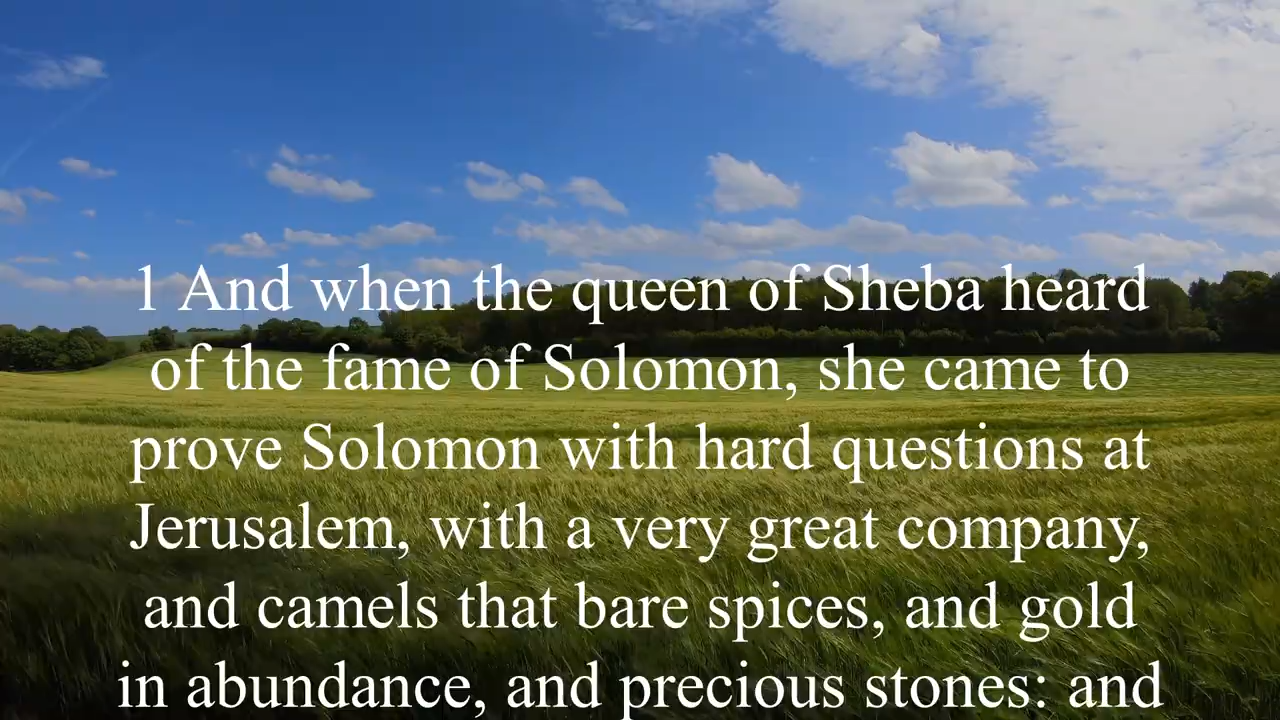 1 And when the queen of Sheba heard
of the fame of Solomon, she came to
prove Solomon with hard questions at
Jerusalem, with a very great company,
and camels that bare spices, and gold
in abundance, and precious stones: and